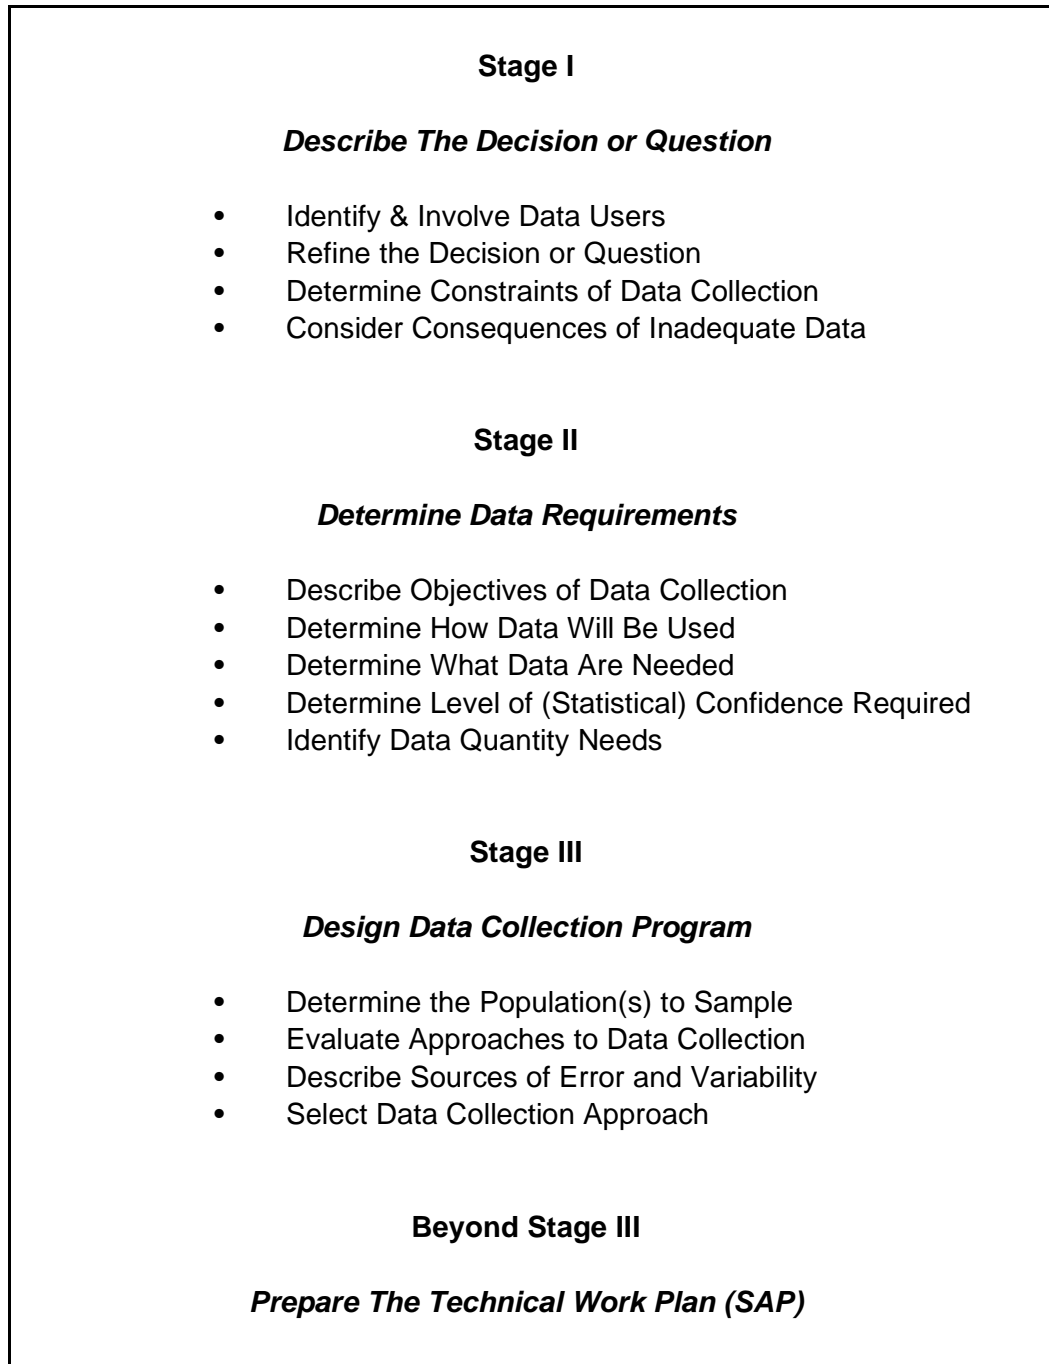 Stage I
Describe The Decision or Question
• Identify & Involve Data Users
• Refine the Decision or Question
• Determine Constraints of Data Collection
• Consider Consequences of Inadequate Data
Stage II
Determine Data Requirements
• Describe Objectives of Data Collection
• Determine How Data Will Be Used
• Determine What Data Are Needed
• Determine Level of (Statistical) Confidence Required
• Identify Data Quantity Needs
Stage III
Design Data Collection Program
• Determine the Population(s) to Sample
• Evaluate Approaches to Data Collection
• Describe Sources of Error and Variability
• Select Data Collection Approach
Beyond Stage III
Prepare The Technical Work Plan (SAP)